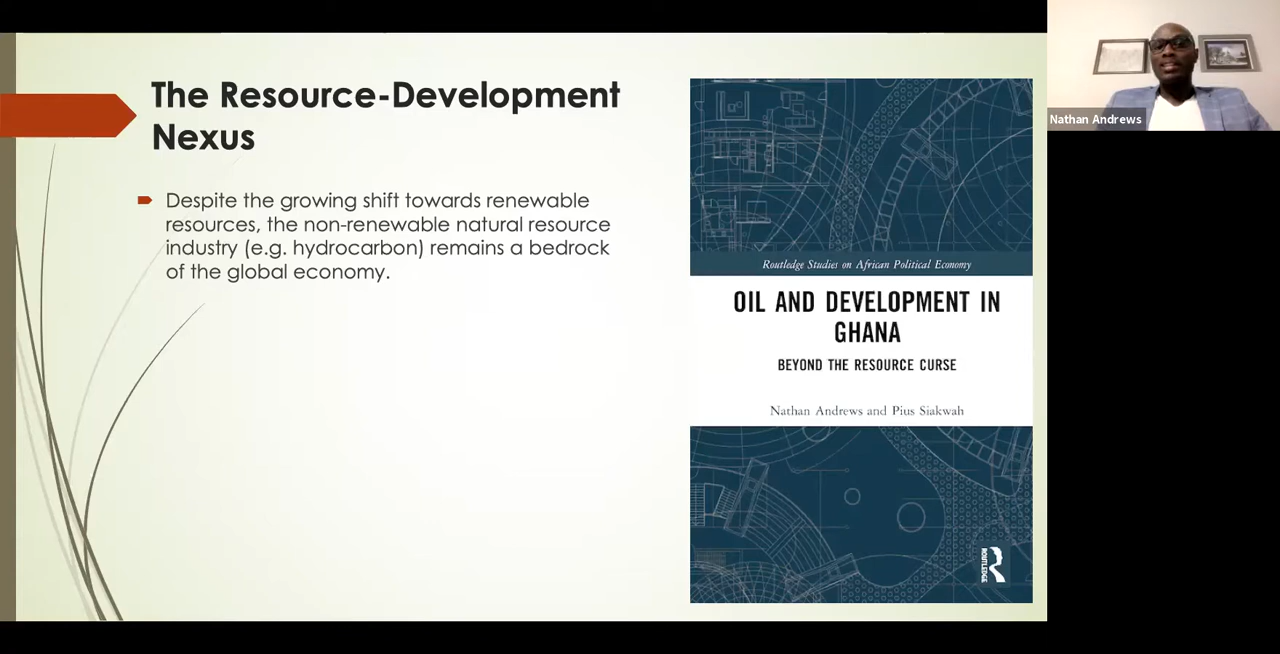 The Resource-Development
Nexus
Despite the growing shift towards renewable
resources, the non-renewable natural resource
industry (e.g. hydrocarbon) remains a bedrock
of the global economy.
Routledge Studies on African Political Economy
OIL AND DEVELOPMENT IN
GHANA
BEYOND THE RESOURCE CURSE
Nathan Andrews and Pius Siakwah
ROUTLEDGE
Nathan Andrews